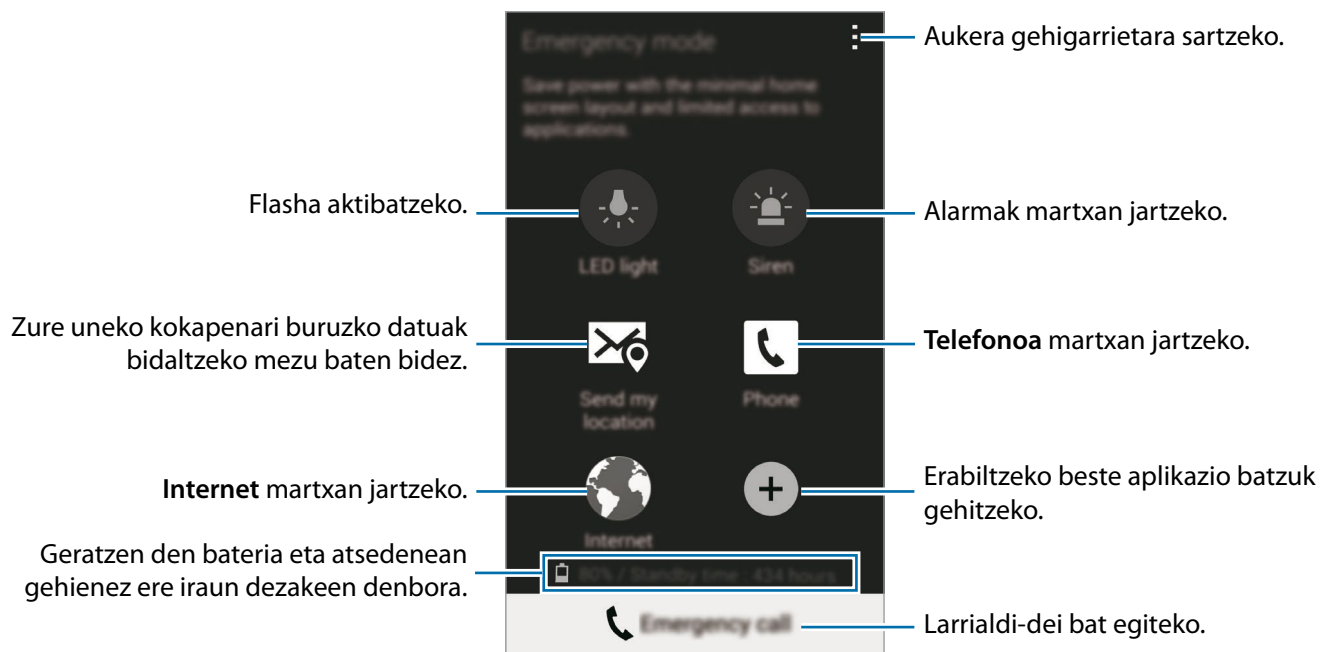 Emergency mode
Aukera gehigarrietara sartzeko.
Save power with the minimal home
screen layout and limited access to
applications.
Flasha aktibatzeko.
Alarmak martxan jartzeko.
LED light
Siren
Zure uneko kokapenari buruzko datuak
bidaltzeko mezu baten bidez.
Telefonoa martxan jartzeko.
Send my
location
Phone
Internet martxan jartzeko.
Erabiltzeko beste aplikazio batzuk
gehitzeko.
Internet
Geratzen den bateria eta atsedenean
gehienez ere iraun dezakeen denbora.
80% / Standby time : 434 hours
Emergency call
Larrialdi-dei bat egiteko.